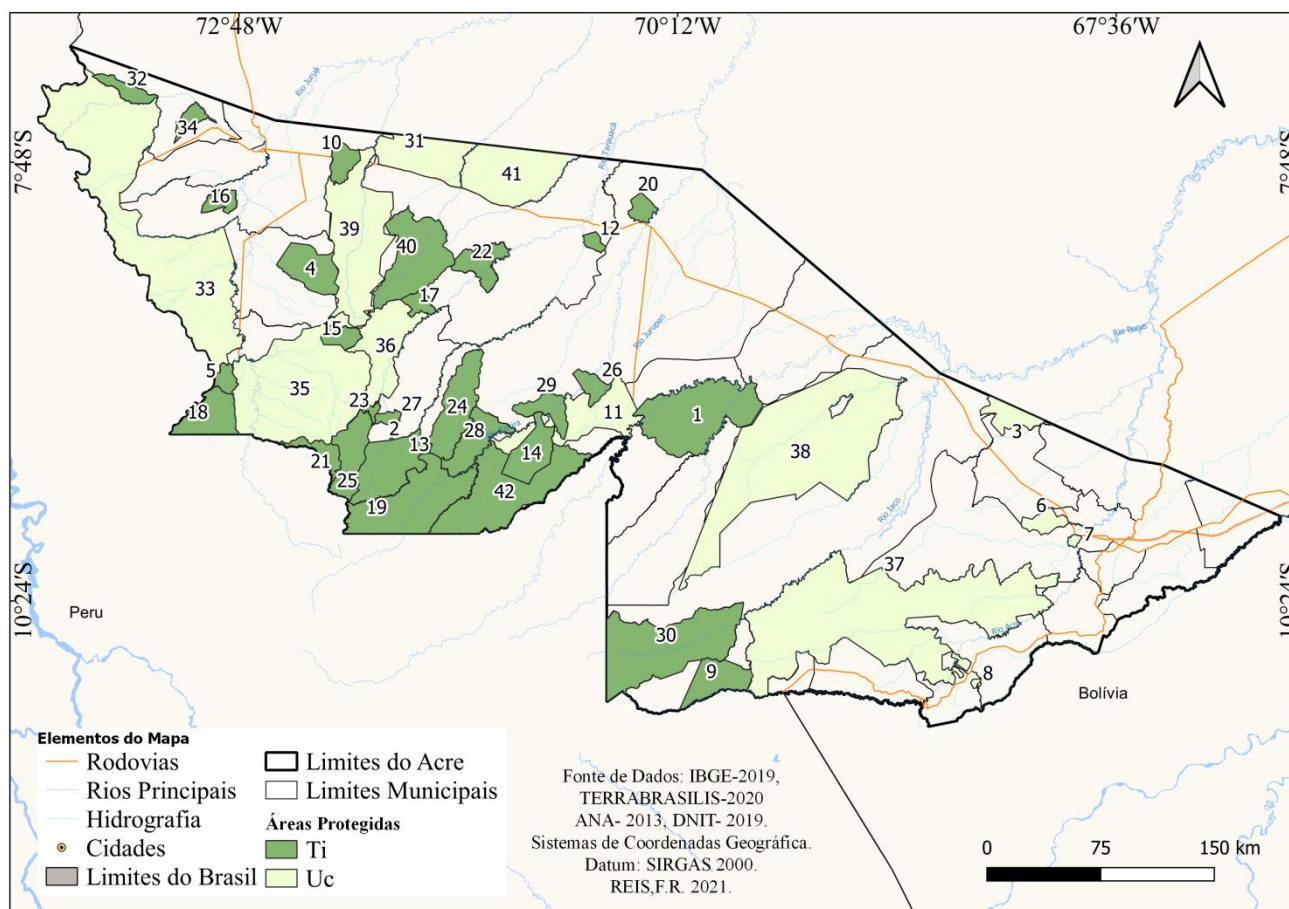 72°48'W
70°12'W
67°36'W
32
Rio Juruá
34
10
31
7°48'S
7°48'S
41
Rio Tarauacá
20
16
39
40
12
22
4
33
17
15
36
Rio Jurupari
Rio Purus
5
35
26
29
18
23
24
27
11
1
2
28
13
38
3
14
21
25
42
19
6
7
Rio Iaco
37
10°24'S
10°24'S
Peru
30
Rio Acre
9
8
Bolívia
Elementos do Mapa
Rodovias
Rios Principais
Hidrografia
Cidades
Limites do Brasil
Limites do Acre
Limites Municipais
Áreas Protegidas
Ti
Uc
Fonte de Dados: IBGE-2019,
TERRABRASILIS-2020
ANA- 2013, DNIT- 2019.
Sistemas de Coordenadas Geográfica.
Datum: SIRGAS 2000.
REIS,F.R. 2021.
0
75
150 km